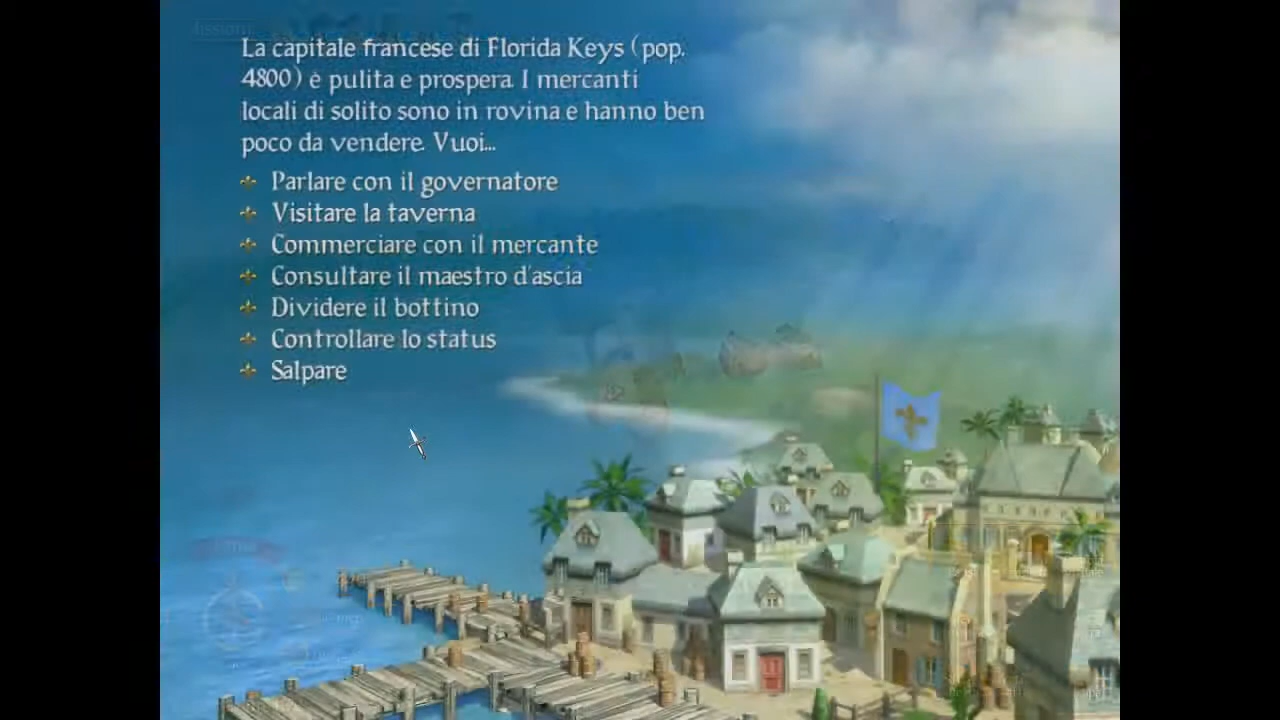 La capitale francese di Florida Keys (pop.
4800) è pulita e prospera. I mercanti
locali di solito sono in rovina e hanno ben
poco da vendere. Vuoi...
Parlare con il governatore
Visitare la taverna
Commerciare con il mercante
Consultare il maestro d'ascia
Dividere il bottino
Controllare lo status
Salpare